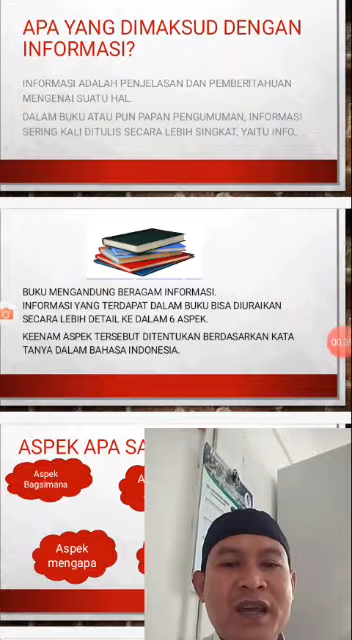 APA YANG DIMAKSUD DENGAN
INFORMASI?
INFORMASI ADALAH PENJELASAN DAN PEMBERITAHUAN
MENGENAI SUATU HAL.
DALAM BUKU ATAU PUN PAPAN PENGUMUMAN, INFORMASI
SERING KALI DITULIS SECARA LEBIH SINGKAT, YAITU INFO.
BUKU MENGANDUNG BERAGAM INFORMASI.
INFORMASI YANG TERDAPAT DALAM BUKU BISA DIURAIKAN
SECARA LEBIH DETAIL KE DALAM 6 ASPEK.
KEENAM ASPEK TERSEBUT DITENTUKAN BERDASARKAN KATA
TANYA DALAM BAHASA INDONESIA.
ASPEK APA SA
Aspek
Bagaimana
A
Aspek
mengapa